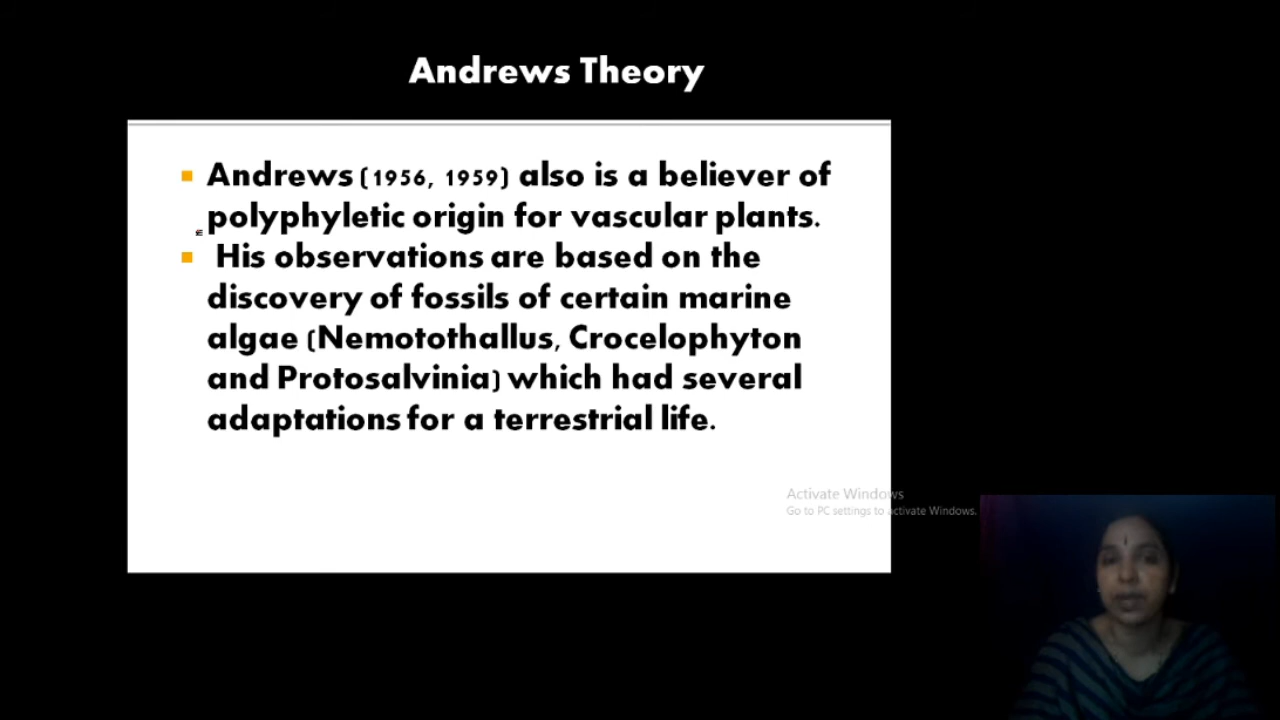 Andrews Theory
Andrews (1956, 1959) also is a believer of
polyphyletic origin for vascular plants.
His observations are based on the
discovery of fossils of certain marine
algae (Nemotothallus, Crocelophyton
and Protosalvinia) which had several
adaptations for a terrestrial life.
Activate Windows
Go to PC settings to activate Windows.